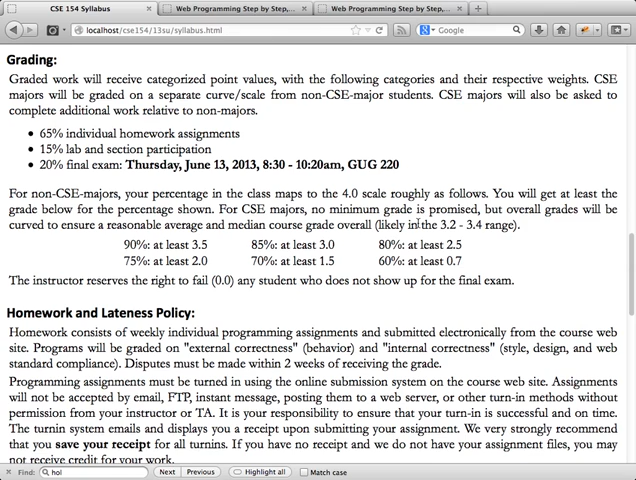 CSE 154 Syllabus
Web Programming Step by Step,...
Web Programming Step by Step,...
localhost/cse154/13su/syllabus.html
Google
Grading:
Graded work will receive categorized point values, with the following categories and their respective weights. CSE
majors will be graded on a separate curve/scale from non-CSE-major students. CSE majors will also be asked to
complete additional work relative to non-majors.
• 65% individual homework assignments
• 15% lab and section participation
• 20% final exam: Thursday, June 13, 2013, 8:30 - 10:20am, GUG 220
For non-CSE-majors, your percentage in the class maps to the 4.0 scale roughly as follows. You will get at least the
grade below for the percentage shown. For CSE majors, no minimum grade is promised, but overall grades will be
curved to ensure a reasonable average and median course grade overall (likely in the 3.2 - 3.4 range).
90%: at least 3.5 85%: at least 3.0 80%: at least 2.5
75%: at least 2.0 70%: at least 1.5 60%: at least 0.7
The instructor reserves the right to fail (0.0) any student who does not show up for the final exam.
Homework and Lateness Policy:
Homework consists of weekly individual programming assignments and submitted electronically from the course web
site. Programs will be graded on "external correctness" (behavior) and "internal correctness" (style, design, and web
standard compliance). Disputes must be made within 2 weeks of receiving the grade.
Programming assignments must be turned in using the online submission system on the course web site. Assignments
will not be accepted by email, FTP, instant message, posting them to a web server, or other turn-in methods without
permission from your instructor or TA. It is your responsibility to ensure that your turn-in is successful and on time.
The turnin system emails and displays you a receipt upon submitting your assignment. We very strongly recommend
that you save your receipt for all turnins. If you have no receipt and we do not have your assignment files, you may
not receive credit for your work.
Find: hol Next Previous Highlight all Match case